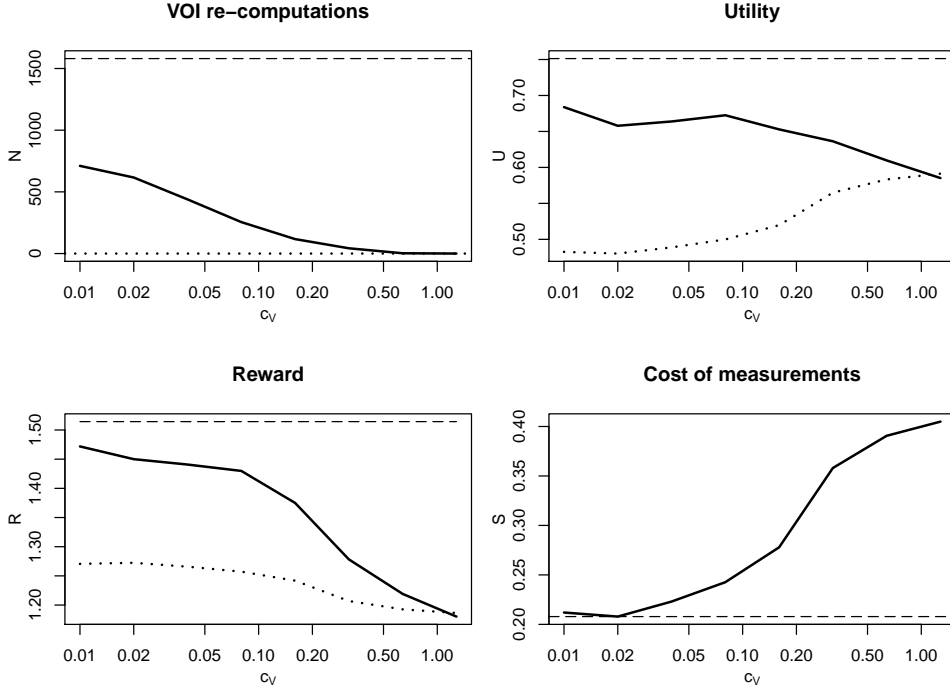 VOI re−computations
N
0
500
1000
1500
0.01 0.02 0.05 0.10 0.20 0.50 1.00
cV
Utility
U
0.50
0.60
0.70
0.01 0.02 0.05 0.10 0.20 0.50 1.00
cV
Reward
R
1.20
1.30
1.40
1.50
0.01 0.02 0.05 0.10 0.20 0.50 1.00
cV
Cost of measurements
S
0.20
0.25
0.30
0.35
0.40
0.01 0.02 0.05 0.10 0.20 0.50 1.00
cV